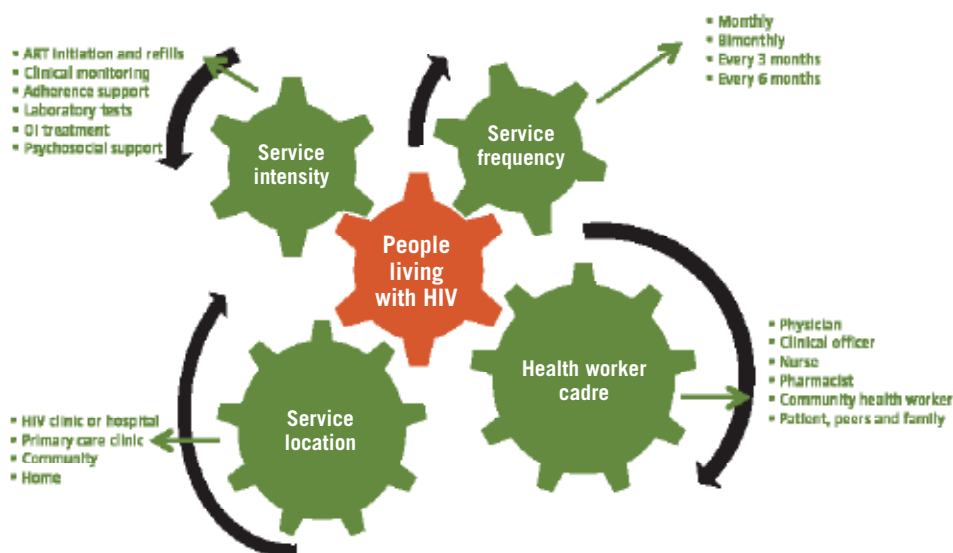 ▪ ART initiation and refills
▪ Clinical monitoring
▪ Adherence support
▪ Laboratory tests
▪ OI treatment
▪ Psychosocial support
Service
intensity
▪ Monthly
▪ Bimonthly
▪ Every 3 months
▪ Every 6 months
Service
frequency
People
living
with HIV
▪ HIV clinic or hospital
▪ Primary care clinic
▪ Community
▪ Home
Service
location
Health worker
cadre
▪ Physician
▪ Clinical officer
▪ Nurse
▪ Pharmacist
▪ Community health worker
▪ Patient, peers and family